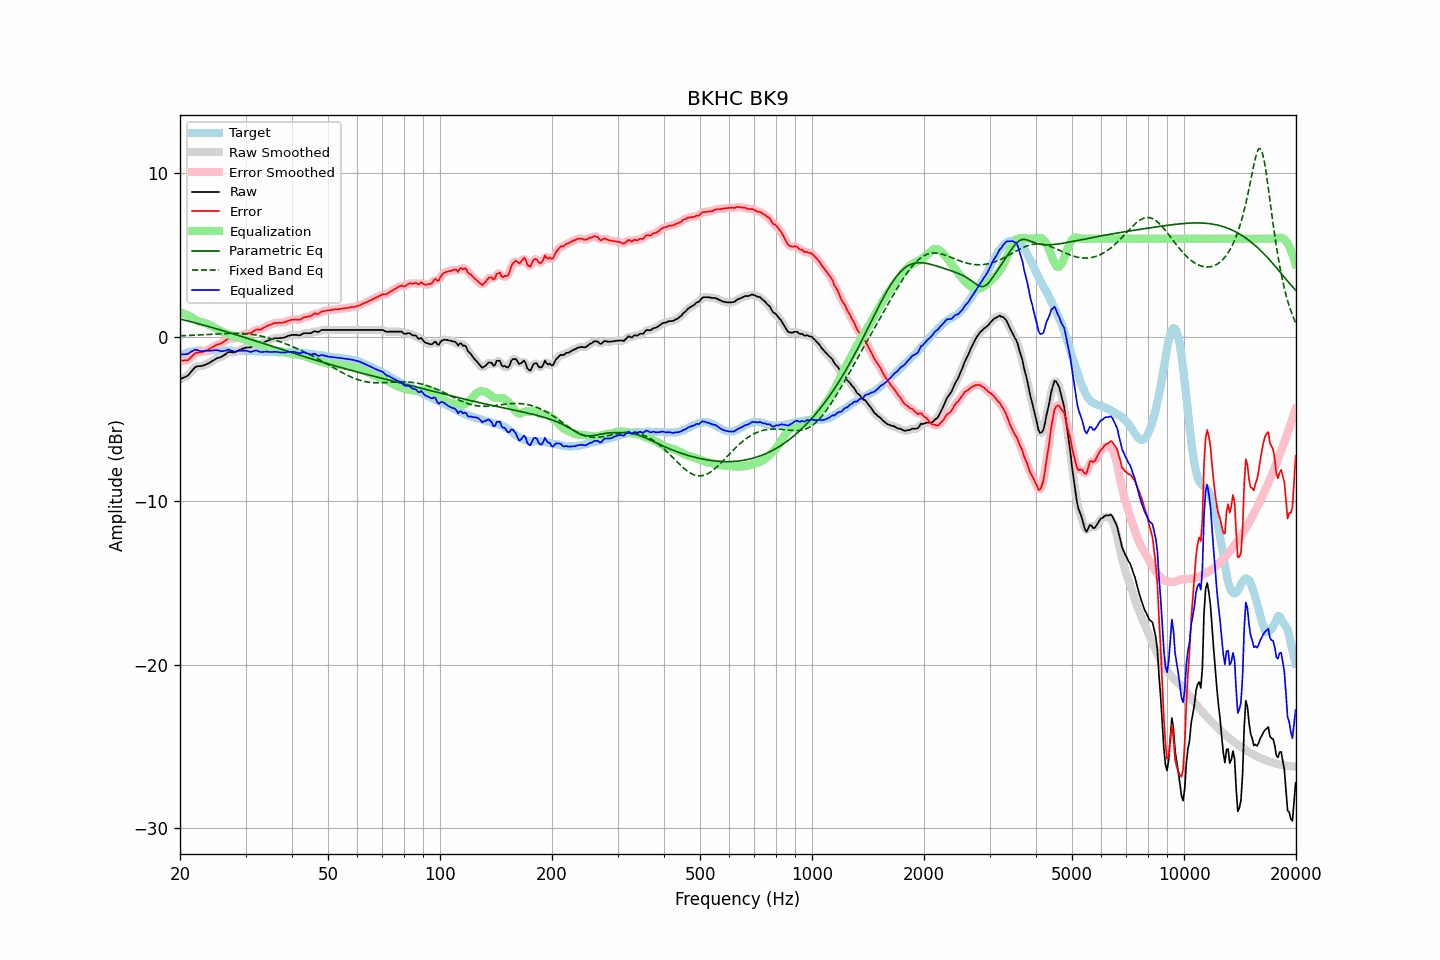 BKHC BK9
Target
Raw Smoothed
Error Smoothed
Raw
Error
Equalization
Parametric Eq
Fixed Band Eq
Equalized
10
0
−10
−20
−30
Amplitude (dBr)
20 50 100 200 500 1000 2000 5000 10000 20000
Frequency (Hz)